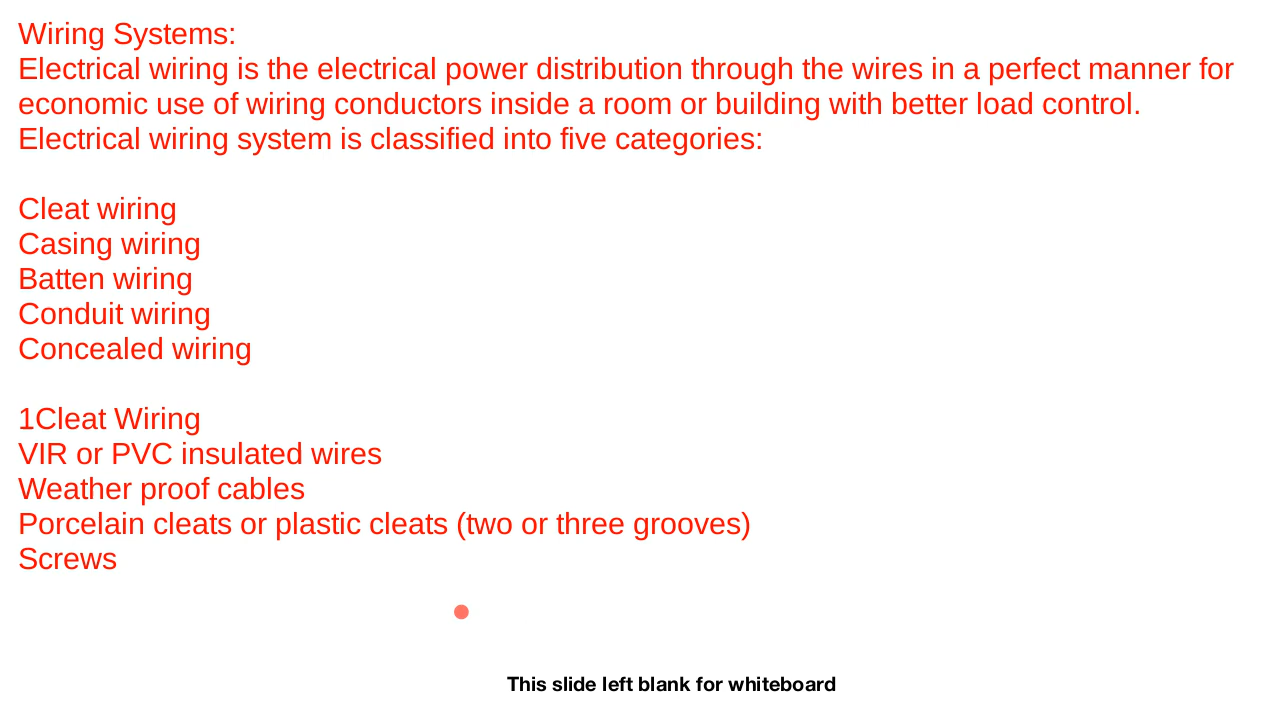 Wiring Systems:
Electrical wiring is the electrical power distribution through the wires in a perfect manner for
economic use of wiring conductors inside a room or building with better load control.
Electrical wiring system is classified into five categories:
Cleat wiring
Casing wiring
Batten wiring
Conduit wiring
Concealed wiring
1Cleat Wiring
VIR or PVC insulated wires
Weather proof cables
Porcelain cleats or plastic cleats (two or three grooves)
Screws
This slide left blank for whiteboard